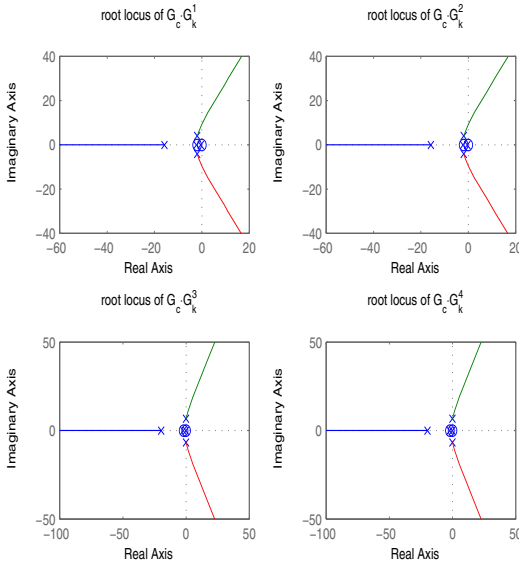 root locus of G_c·G_k^1
40
20
0
−20
−40
−60
−40
−20
0
20
Real Axis
Imaginary Axis
root locus of G_c·G_k^2
40
20
0
−20
−40
−60
−40
−20
0
20
Real Axis
Imaginary Axis
root locus of G_c·G_k^3
50
0
−50
−100
−50
0
50
Real Axis
Imaginary Axis
root locus of G_c·G_k^4
50
0
−50
−100
−50
0
50
Real Axis
Imaginary Axis